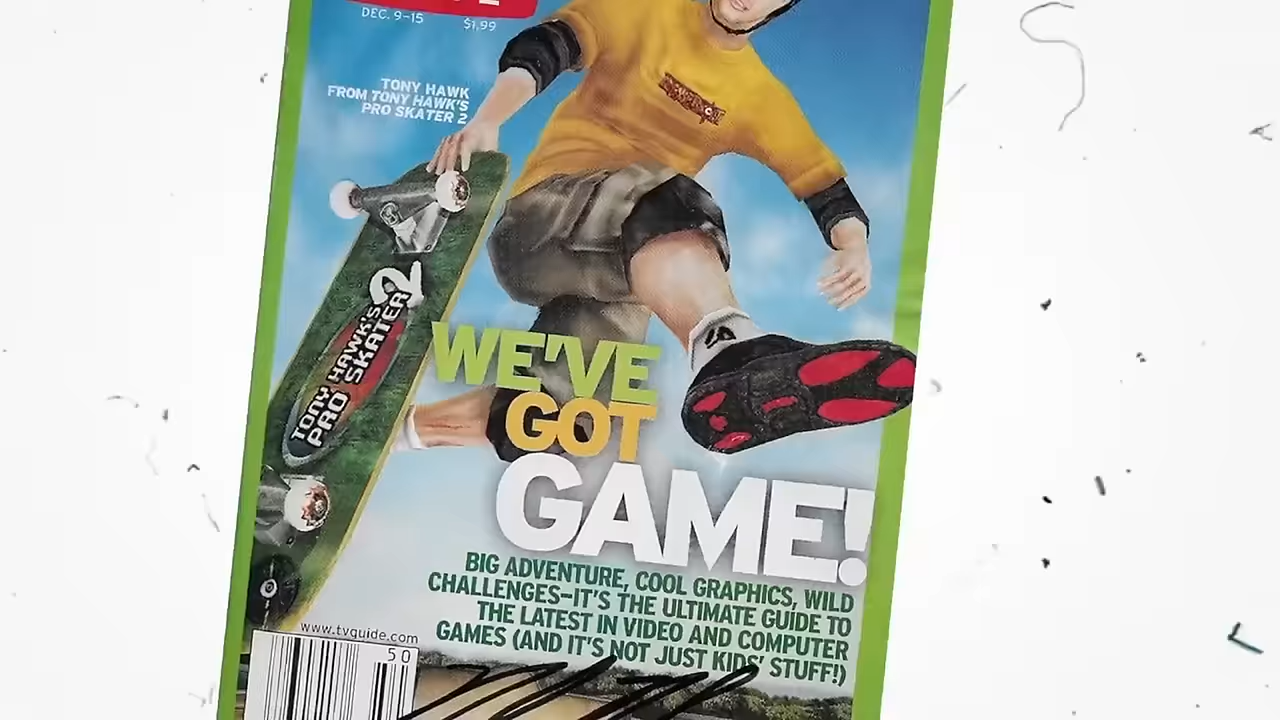 DEC. 9-15 $1.99
TONY HAWK
FROM TONY HAWK'S
PRO SKATER 2
TONY HAWK'S
PRO SKATER 2
WE'VE
GOT
GAME!
BIG ADVENTURE, COOL GRAPHICS, WILD
CHALLENGES–IT'S THE ULTIMATE GUIDE TO
THE LATEST IN VIDEO AND COMPUTER
GAMES (AND IT'S NOT JUST KIDS' STUFF!)
www.tvguide.com
50